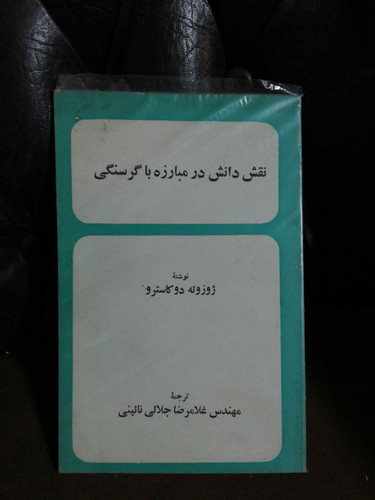 نقش دانش در مبارزه با گرسنگی
نوشتهٔ
ژوزوئه دوکاسترو
ترجمهٔ
مهندس غلامرضا جلالی نائینی